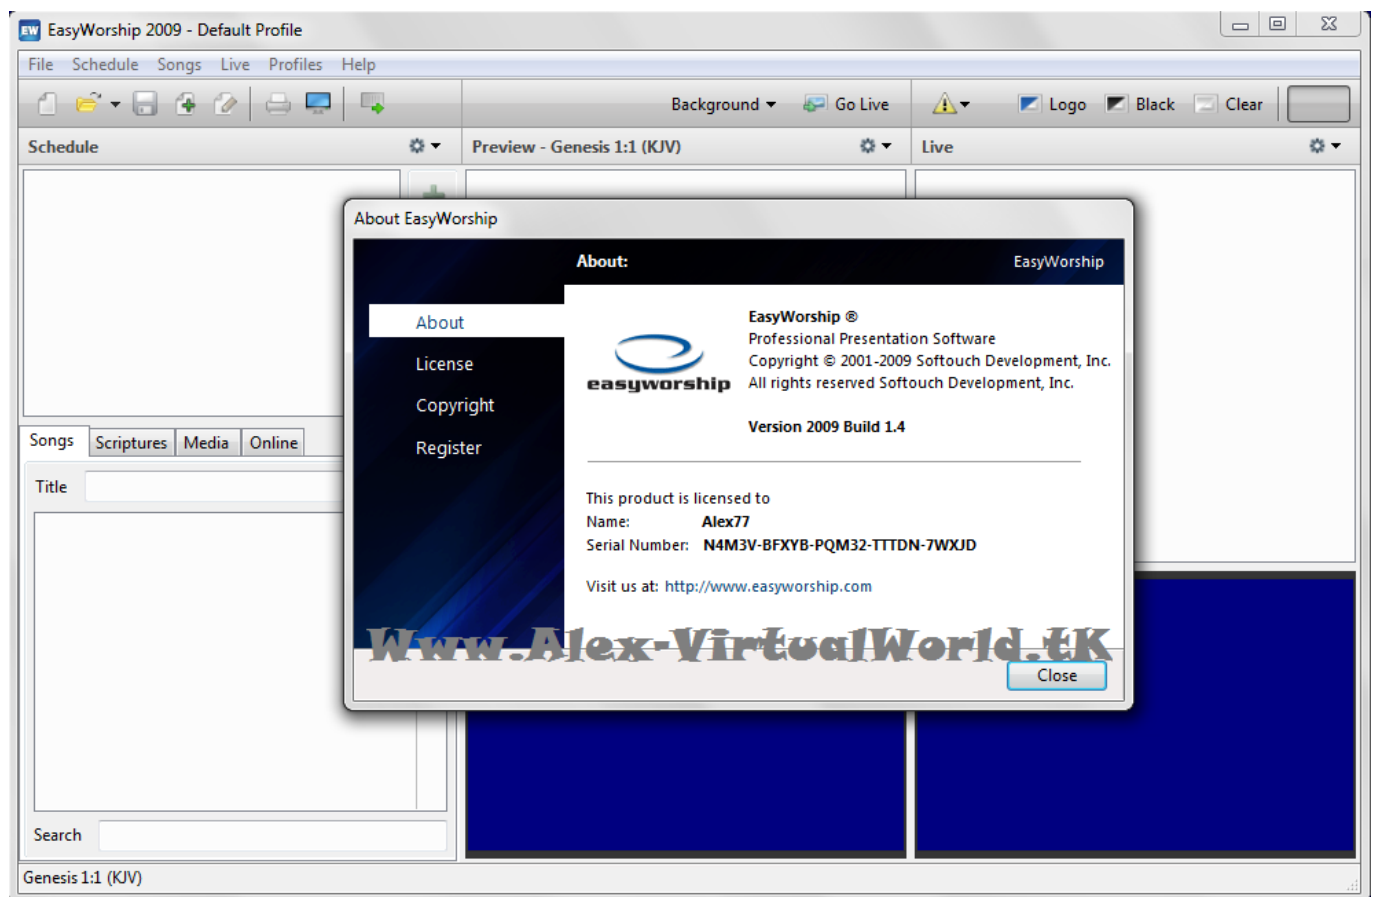 EW EasyWorship 2009 - Default Profile
File Schedule Songs Live Profiles Help
Background Go Live Logo Black Clear
Schedule Preview - Genesis 1:1 (KJV) Live
About EasyWorship
About: EasyWorship
About
License
Copyright
Register
easyworship
EasyWorship ®
Professional Presentation Software
Copyright © 2001-2009 Softouch Development, Inc.
All rights reserved Softouch Development, Inc.
Version 2009 Build 1.4
This product is licensed to
Name: Alex77
Serial Number: N4M3V-BFXYB-PQM32-TTTDN-7WXJD
Visit us at: http://www.easyworship.com
Www.Alex-VirtualWorld.tK
Close
Songs Scriptures Media Online
Title
Search
Genesis 1:1 (KJV)